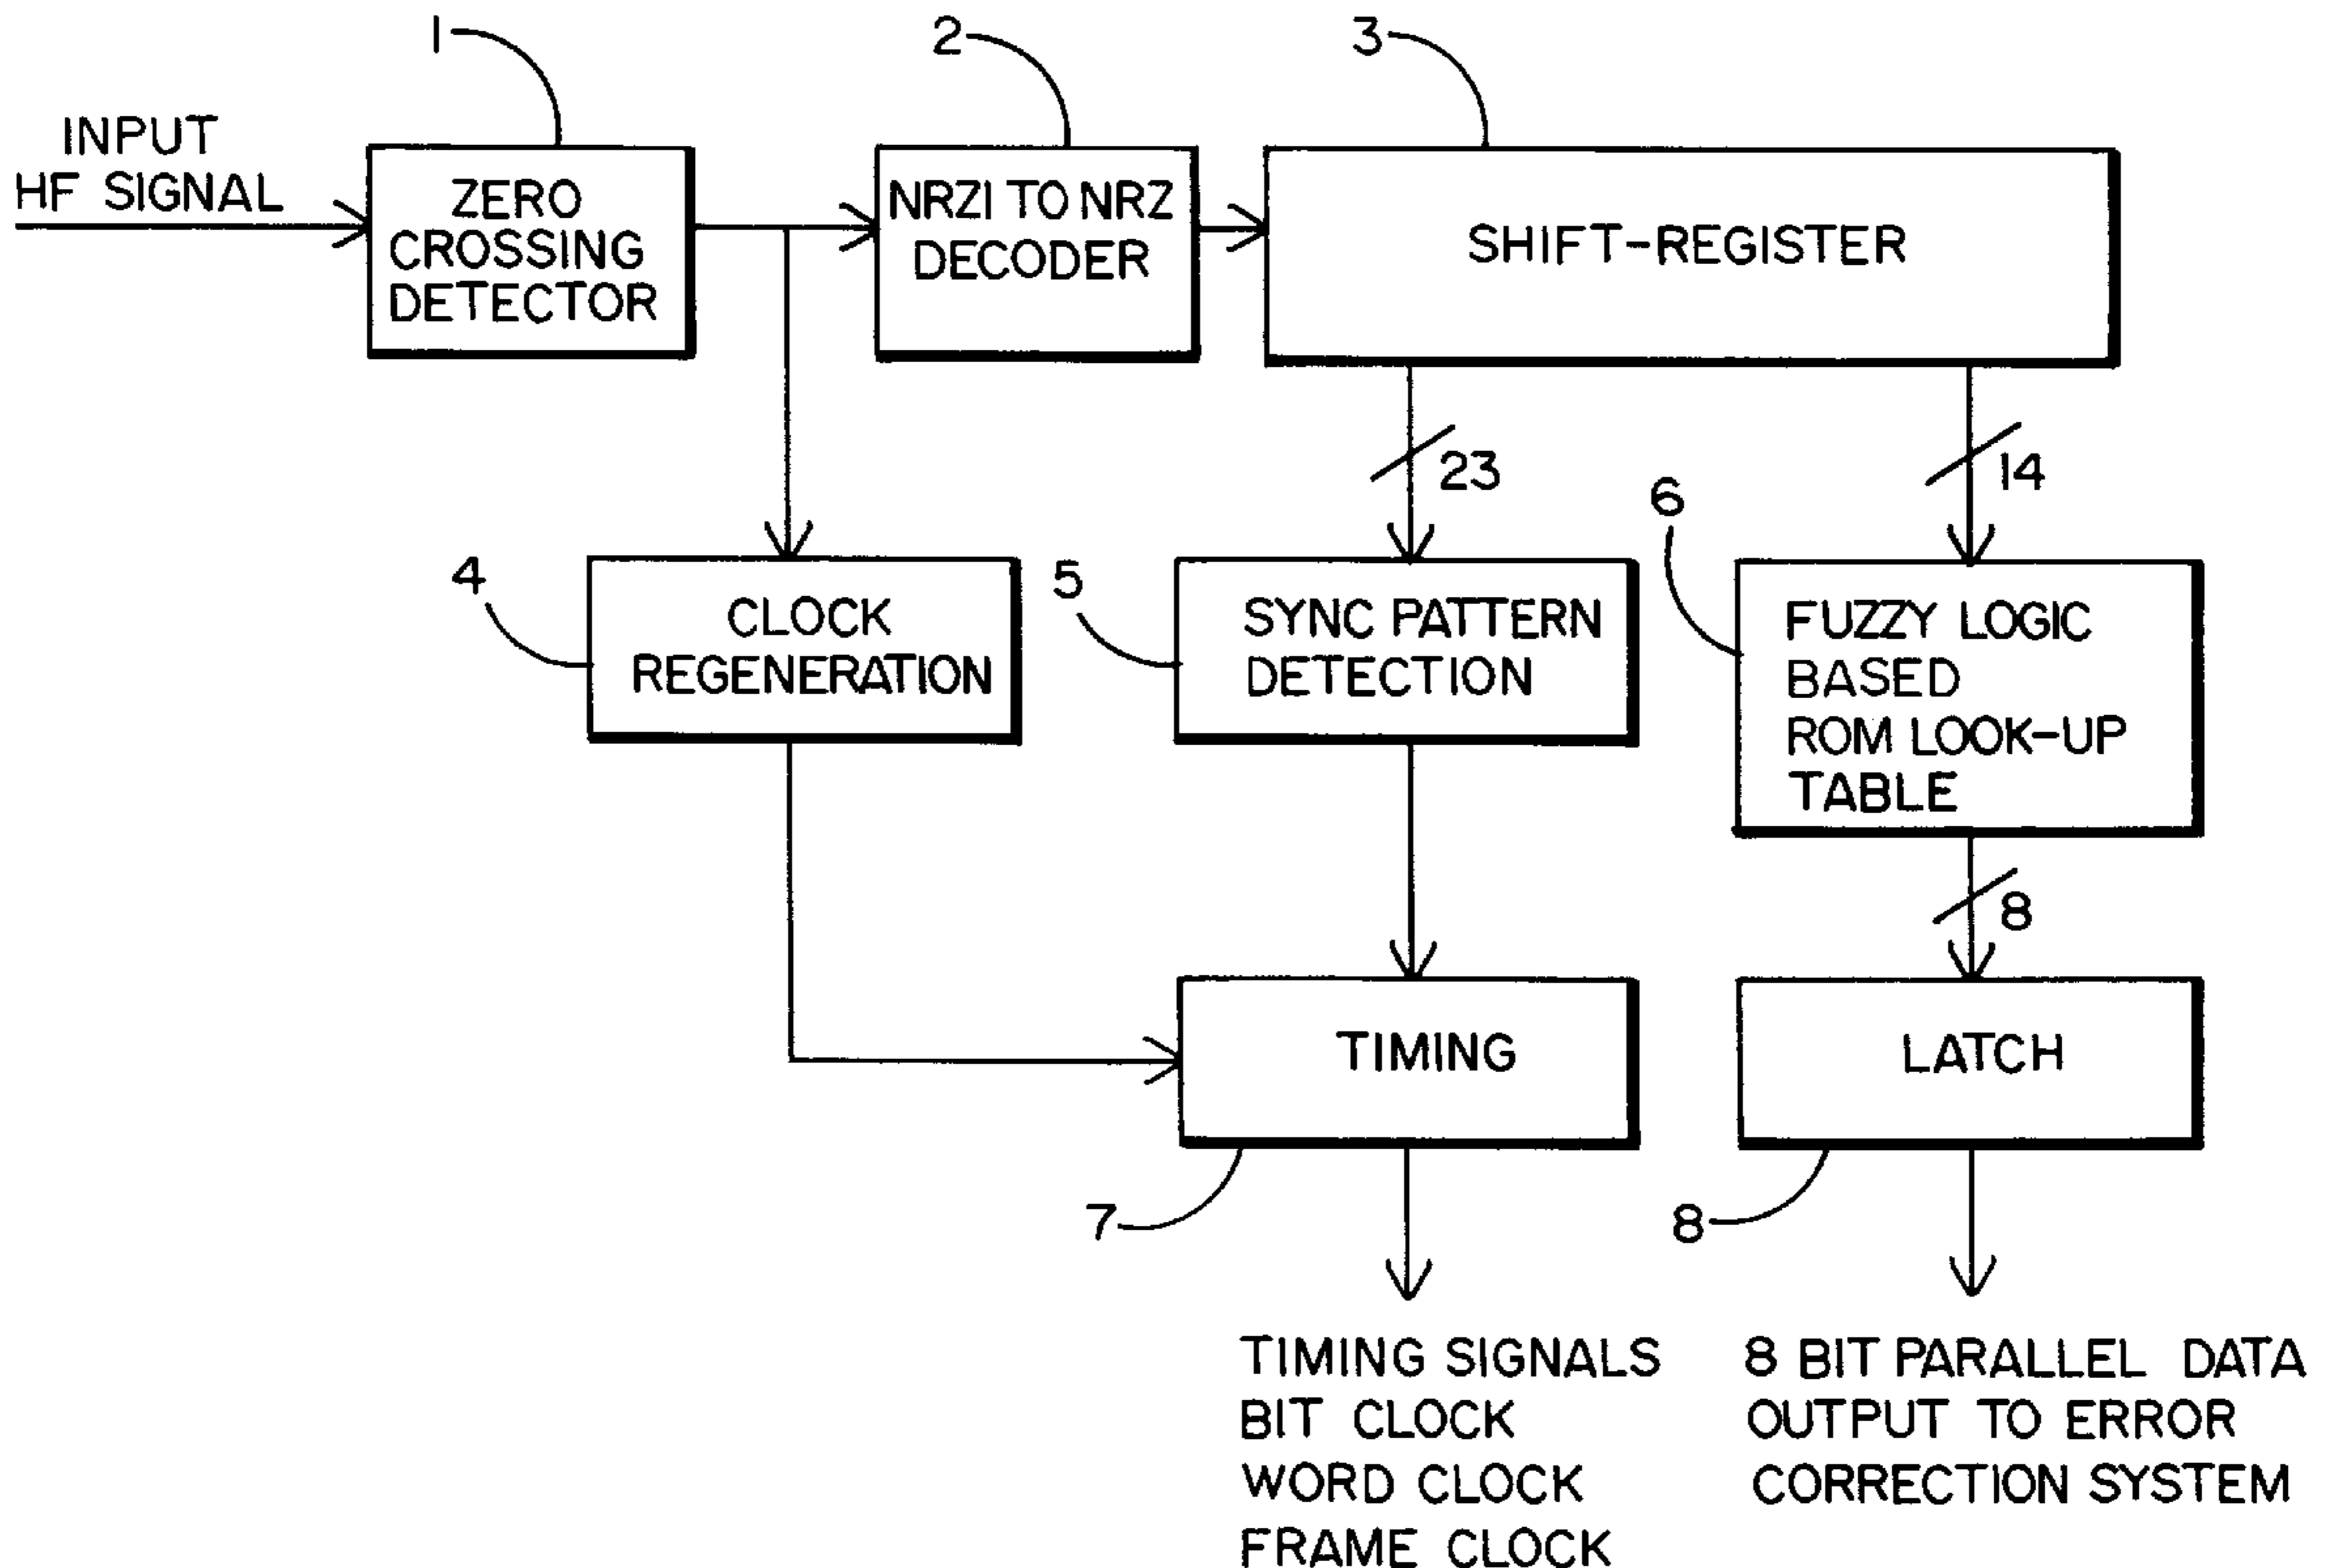 1
2
3
INPUT
HF SIGNAL
ZERO
CROSSING
DETECTOR
NRZI TO NRZ
DECODER
SHIFT-REGISTER
23
14
4
5
6
CLOCK
REGENERATION
SYNC PATTERN
DETECTION
FUZZY LOGIC
BASED
ROM LOOK-UP
TABLE
8
TIMING
LATCH
7
8
TIMING SIGNALS
BIT CLOCK
WORD CLOCK
FRAME CLOCK
8 BIT PARALLEL DATA
OUTPUT TO ERROR
CORRECTION SYSTEM